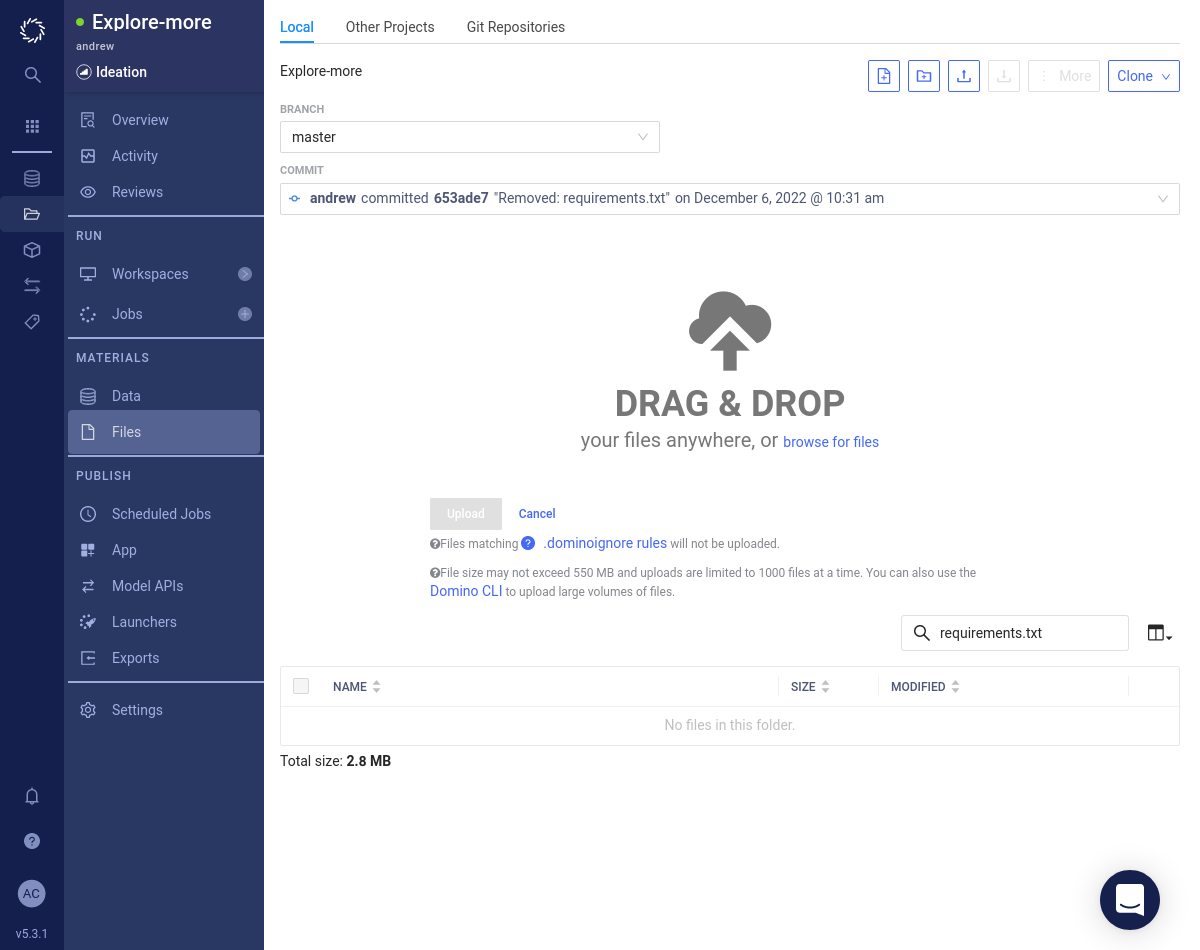 Explore-more
andrew
Ideation
Overview
Activity
Reviews
RUN
Workspaces
Jobs
MATERIALS
Data
Files
PUBLISH
Scheduled Jobs
App
Model APIs
Launchers
Exports
Settings
AC
v5.3.1
Local Other Projects Git Repositories
Explore-more
More
Clone
BRANCH
master
COMMIT
andrew committed 653ade7 "Removed: requirements.txt" on December 6, 2022 @ 10:31 am
DRAG & DROP
your files anywhere, or browse for files
Upload Cancel
Files matching .dominoignore rules will not be uploaded.
File size may not exceed 550 MB and uploads are limited to 1000 files at a time. You can also use the
Domino CLI to upload large volumes of files.
requirements.txt
NAME SIZE MODIFIED
No files in this folder.
Total size: 2.8 MB